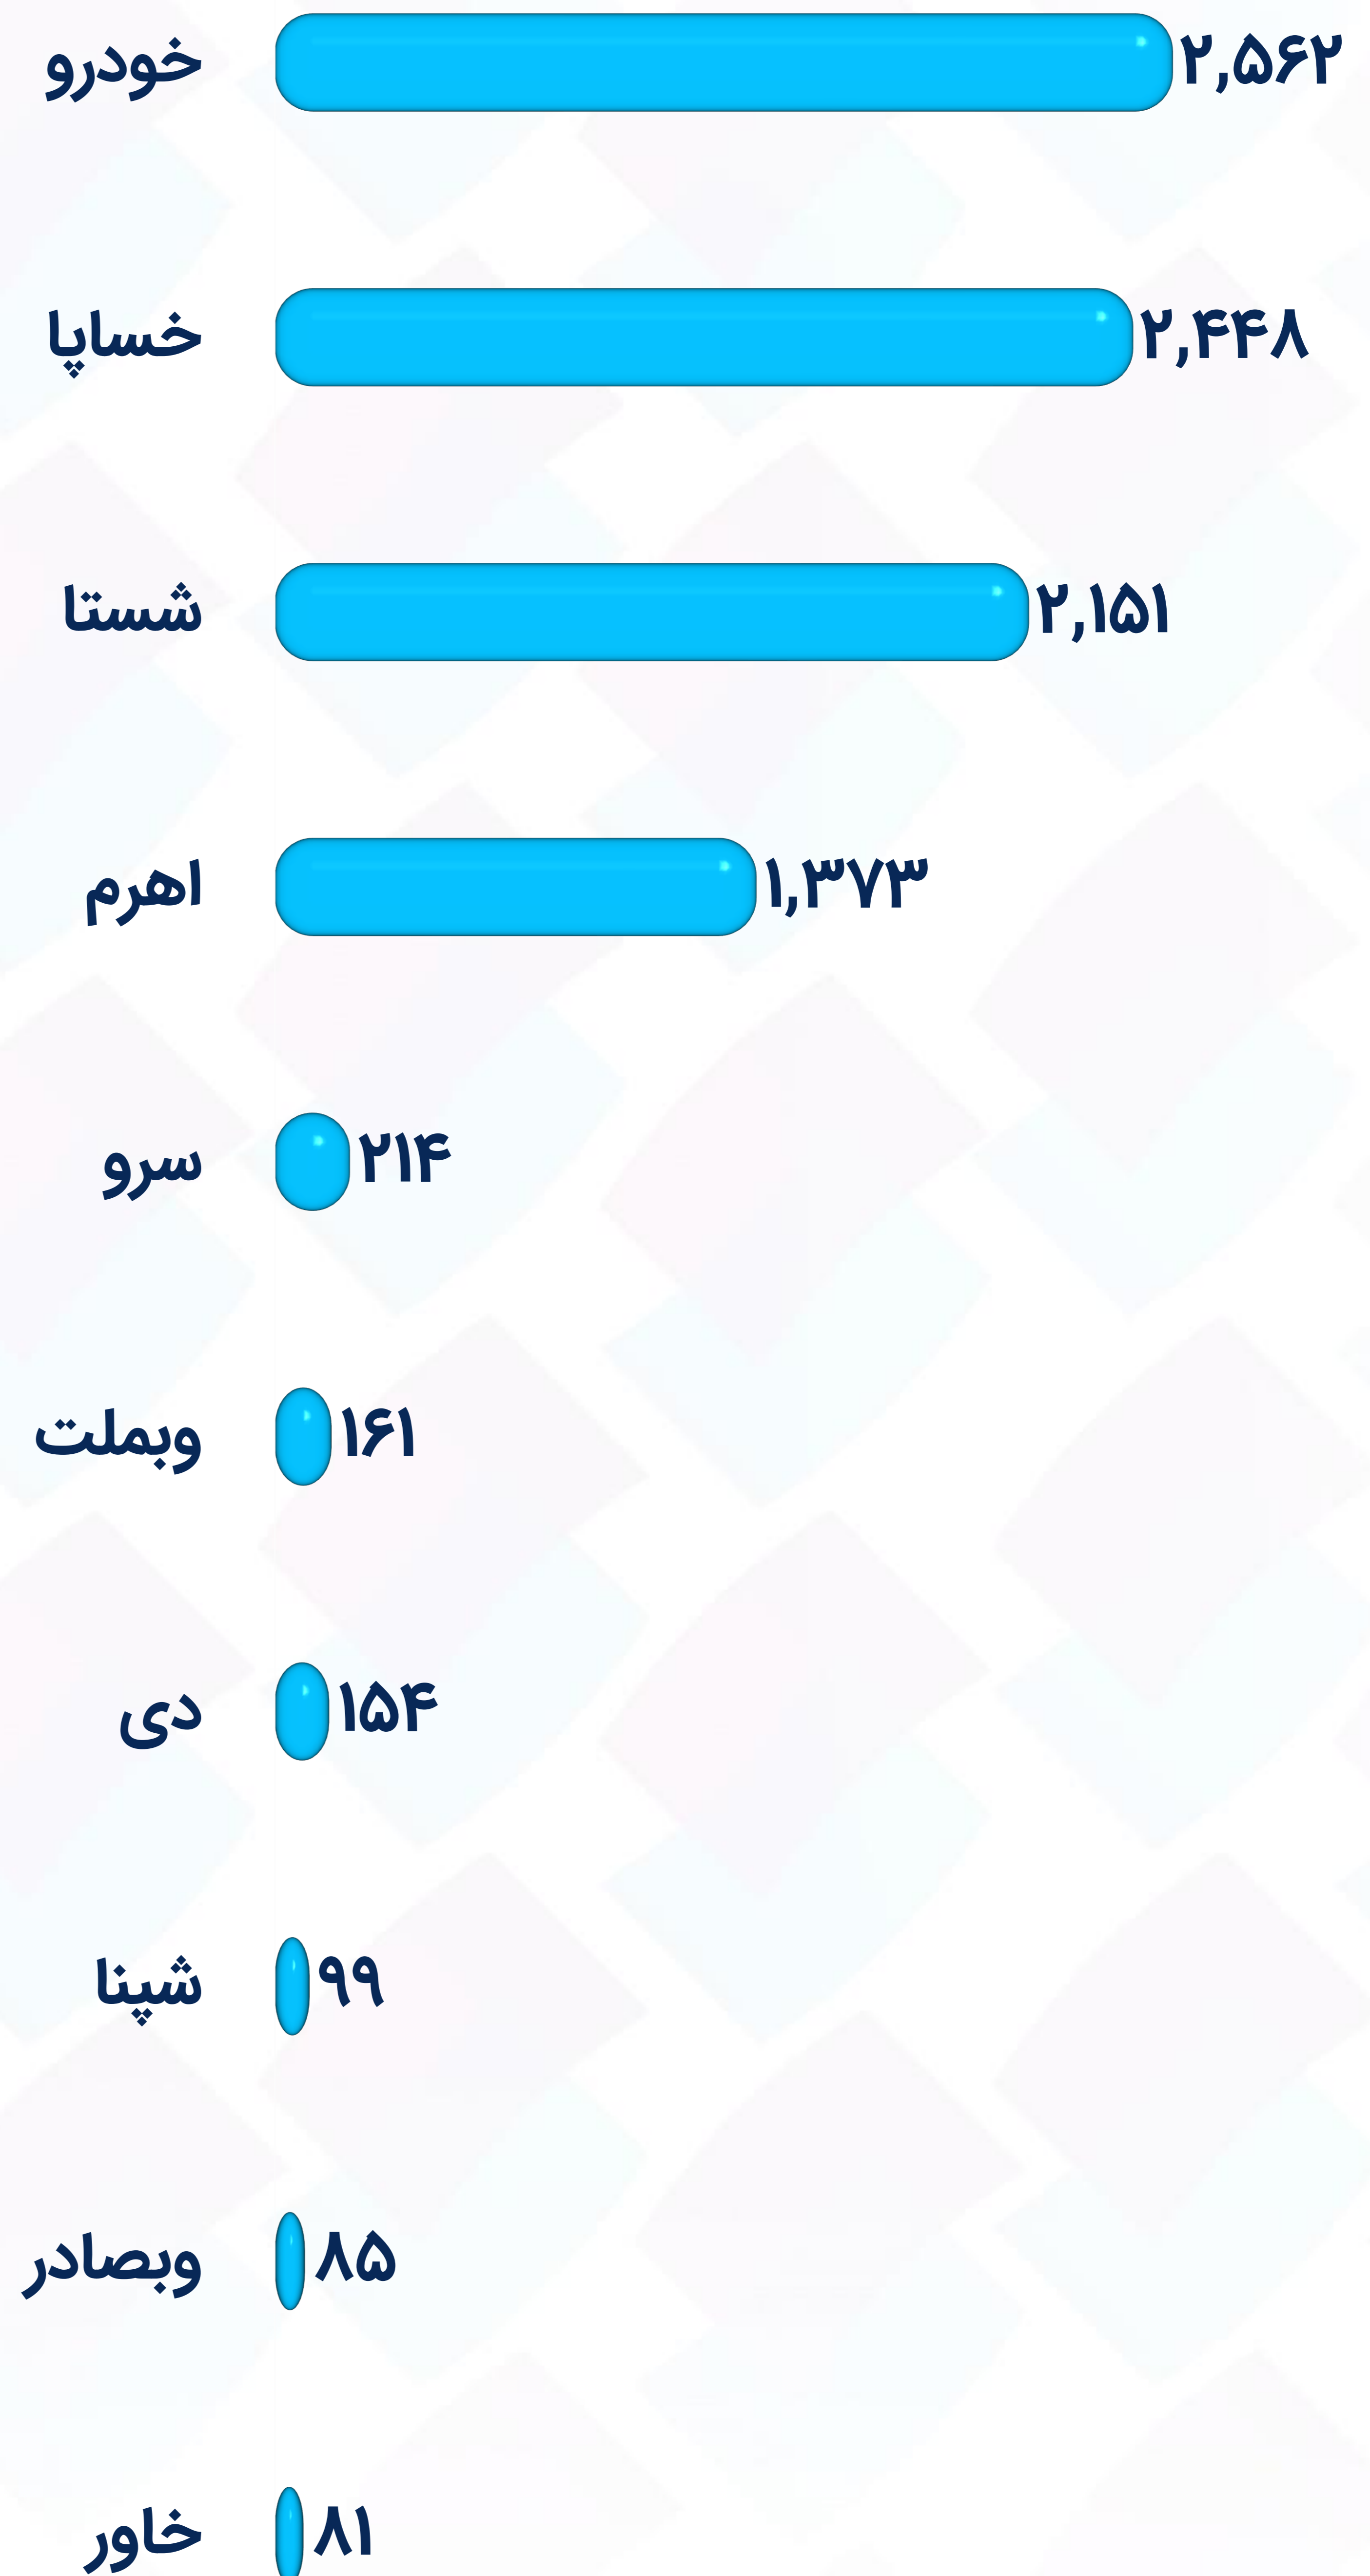 خودرو ۲,۵۶۲
خساپا ۲,۴۴۸
شستا ۲,۱۵۱
اهرم ۱,۳۷۳
سرو ۲۱۴
وبملت ۱۶۱
دی ۱۵۴
شپنا ۹۹
وبصادر ۸۵
خاور ۸۱